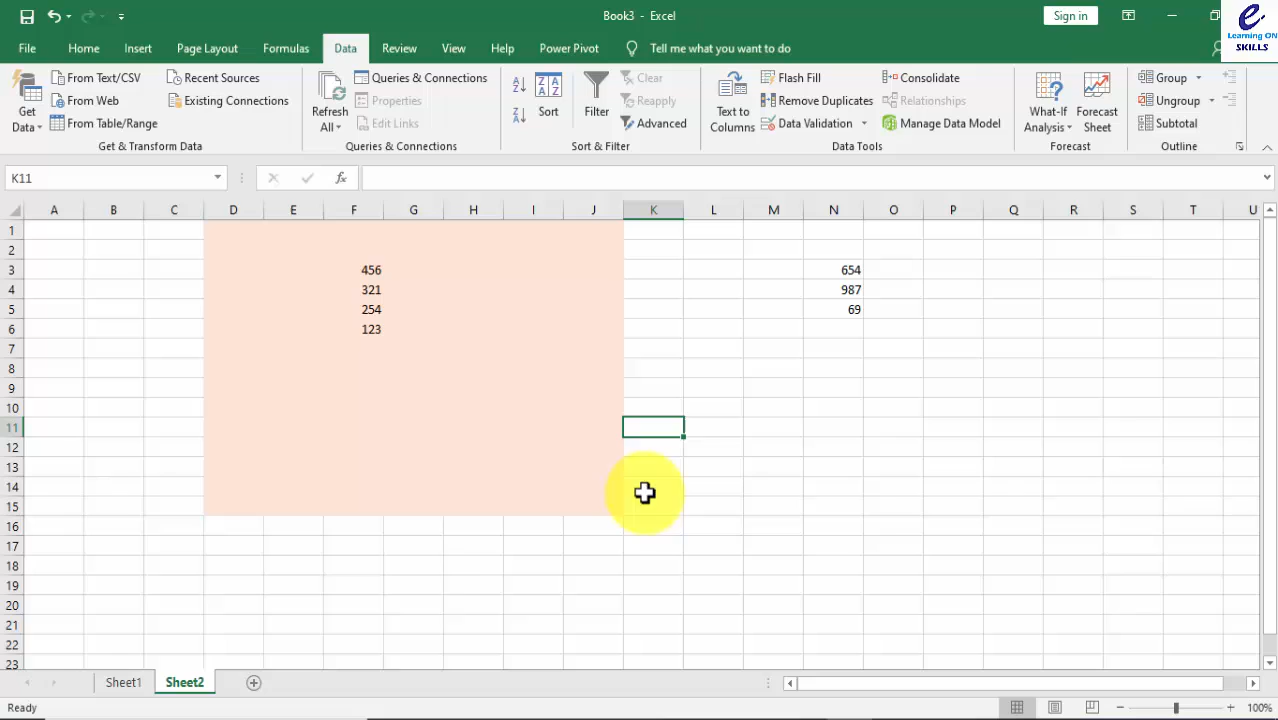 Book3 - Excel
Sign in
Learning ON
SKILLS
File Home Insert Page Layout Formulas Data Review View Help Power Pivot Tell me what you want to do
Get Data
From Text/CSV
From Web
From Table/Range
Recent Sources
Existing Connections
Get & Transform Data
Refresh All
Queries & Connections
Properties
Edit Links
Queries & Connections
Sort
Filter
Clear
Reapply
Advanced
Sort & Filter
Text to Columns
Flash Fill
Remove Duplicates
Data Validation
Consolidate
Relationships
Manage Data Model
Data Tools
What-If Analysis
Forecast Sheet
Forecast
Group
Ungroup
Subtotal
Outline
K11 fx
A B C D E F G H I J K L M N O P Q R S T U
1
2
3 456 654
4 321 987
5 254 69
6 123
7
8
9
10
11
12
13
14
15
16
17
18
19
20
21
22
23
Sheet1 Sheet2
Ready 100%